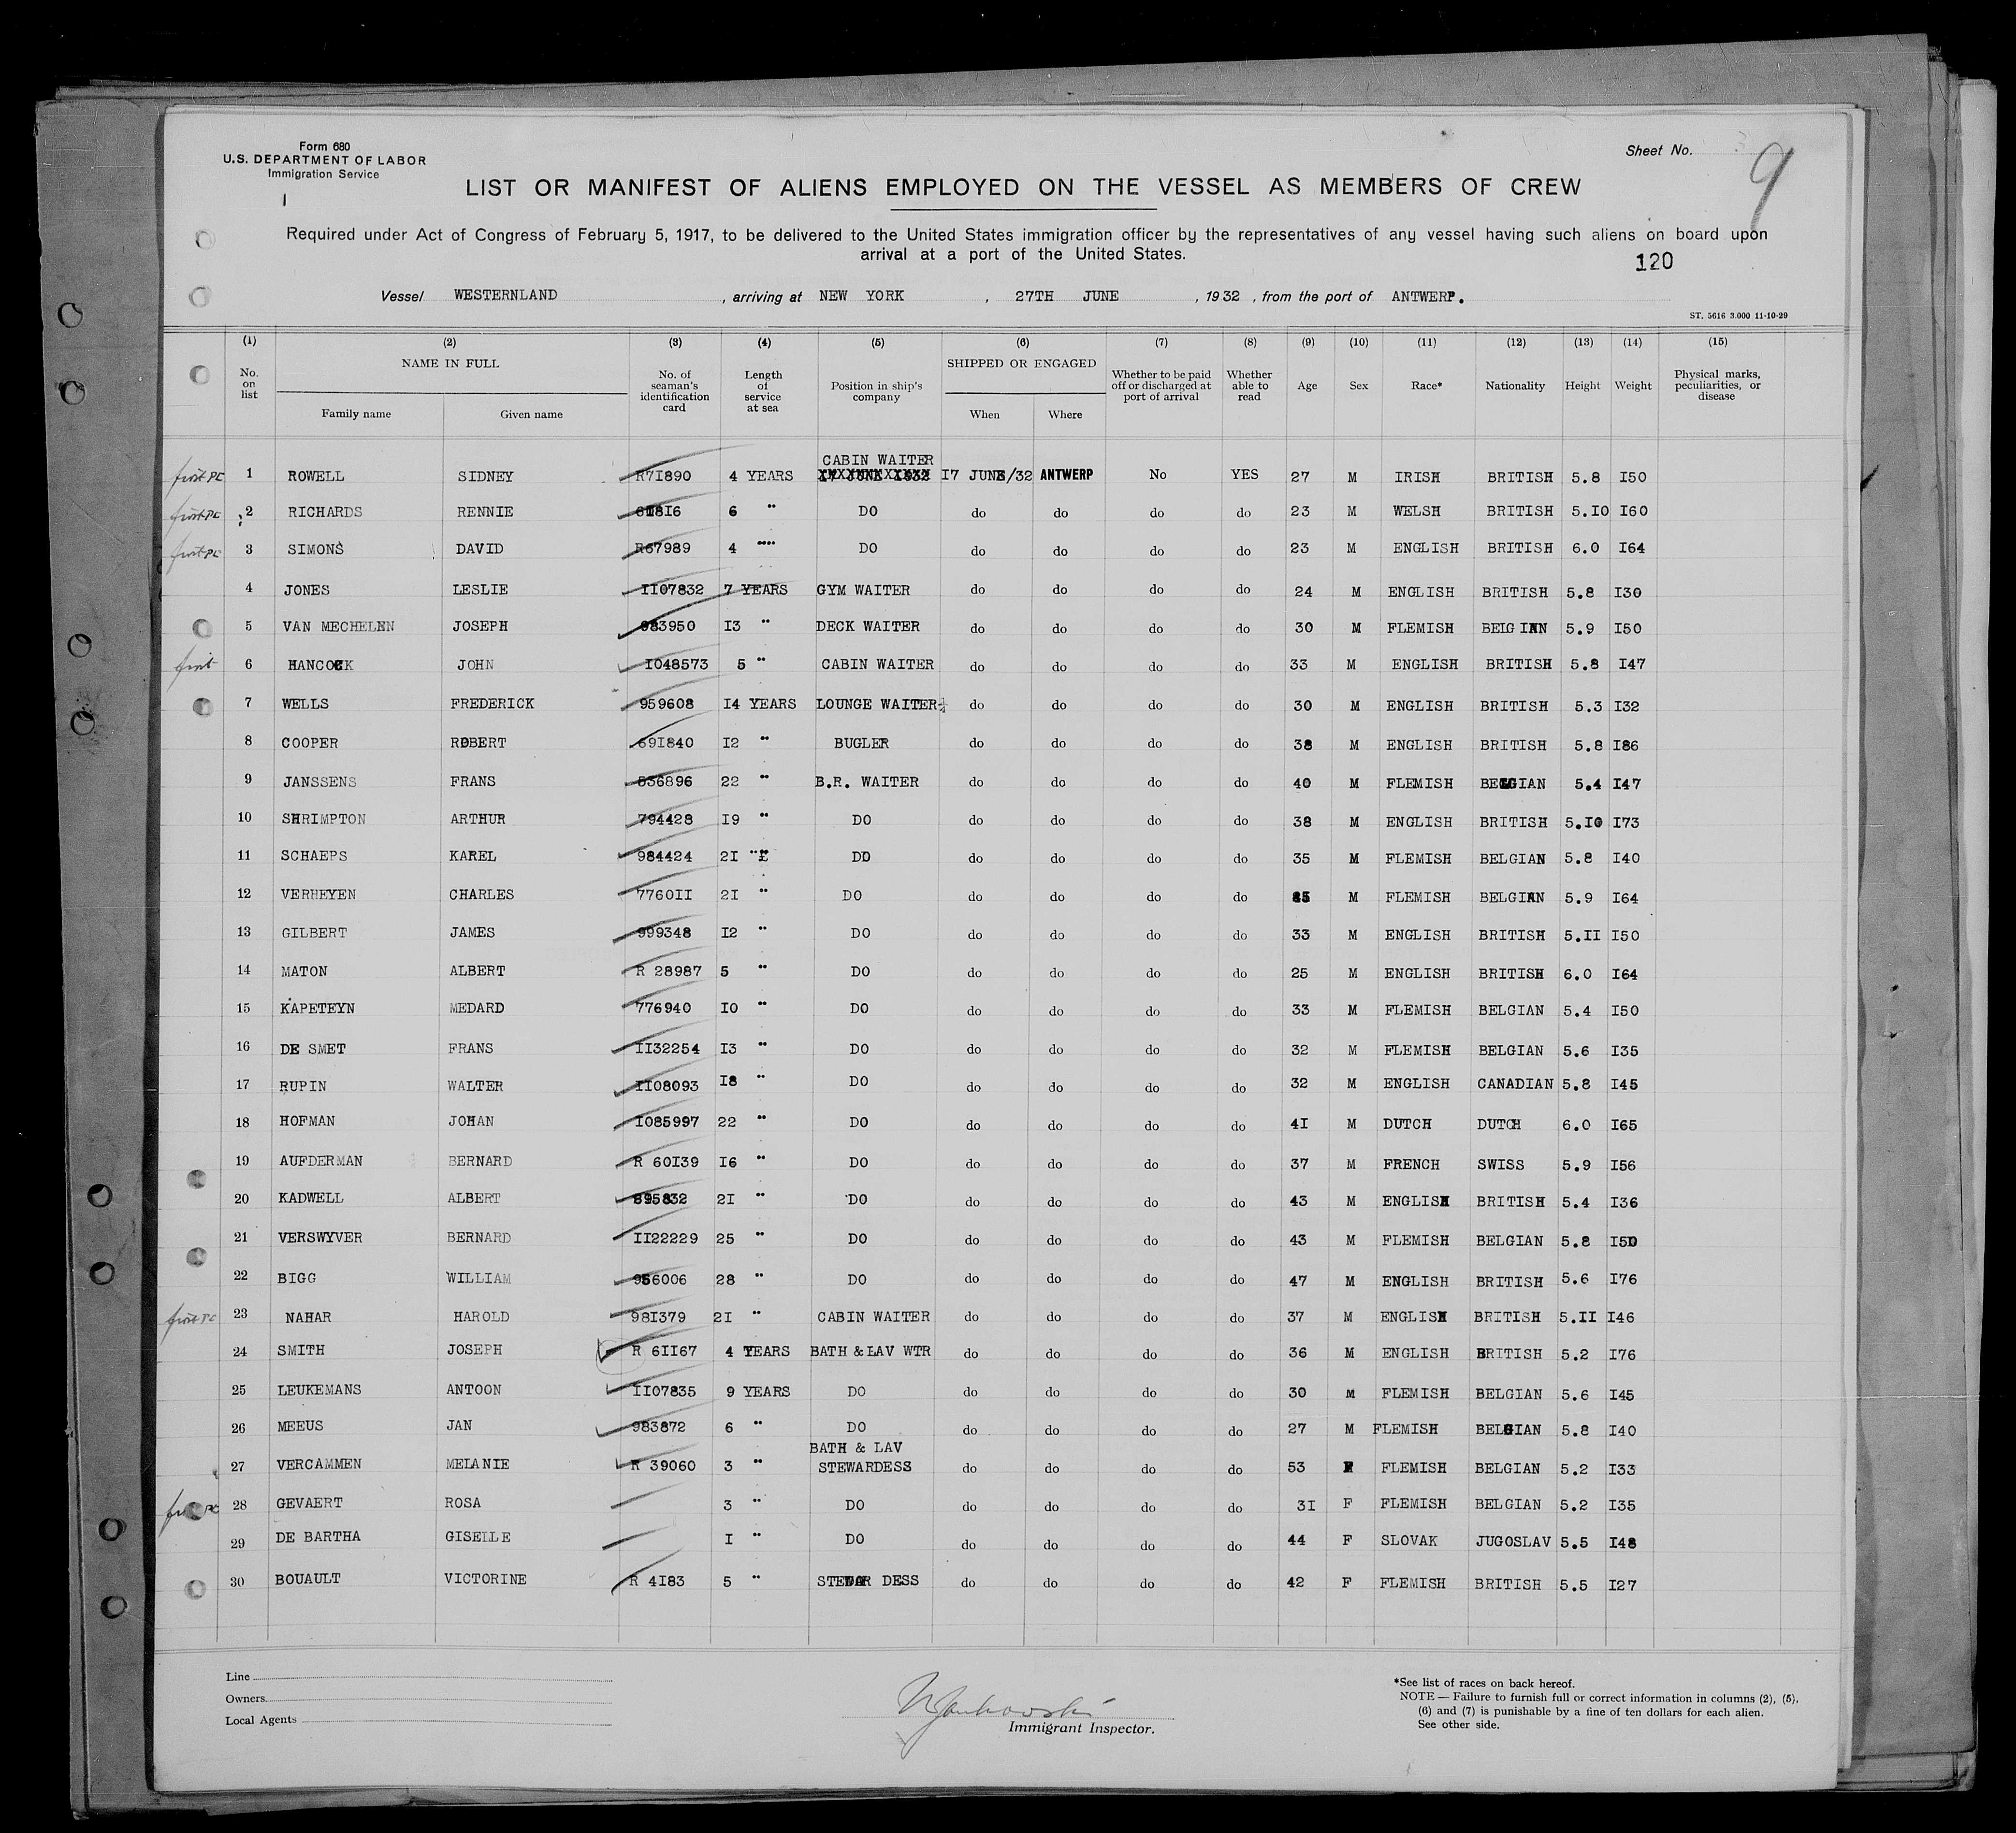 Form 680
U.S. DEPARTMENT OF LABOR
Immigration Service
Sheet No.
9
LIST OR MANIFEST OF ALIENS EMPLOYED ON THE VESSEL AS MEMBERS OF CREW
Required under Act of Congress of February 5, 1917, to be delivered to the United States immigration officer by the representatives of any vessel having such aliens on board upon
arrival at a port of the United States.
120
Vessel WESTERNLAND , arriving at NEW YORK , 27TH JUNE , 1932 , from the port of ANTWERP.
ST. 5616 3.000 11-10-29
(1) (2) (3) (4) (5) (6) (7) (8) (9) (10) (11) (12) (13) (14) (15)
No. on list NAME IN FULL Family name Given name No. of seaman's identification card Length of service at sea Position in ship's company SHIPPED OR ENGAGED When Where Whether to be paid off or discharged at port of arrival Whether able to read Age Sex Race* Nationality Height Weight Physical marks, peculiarities, or disease
first PC 1 ROWELL SIDNEY R71890 4 YEARS CABIN WAITER 17 JUNE/32 ANTWERP No YES 27 M IRISH BRITISH 5.8 I50
first PC 2 RICHARDS RENNIE 6 " DO do do do do 23 M WELSH BRITISH 5.I0 I60
first PC 3 SIMONS DAVID R67989 4 "" DO do do do do 23 M ENGLISH BRITISH 6.0 I64
4 JONES LESLIE II07832 7 YEARS GYM WAITER do do do do 24 M ENGLISH BRITISH 5.8 I30
5 VAN MECHELEN JOSEPH 983950 I3 " DECK WAITER do do do do 30 M FLEMISH BELGIAN 5.9 I50
first 6 HANCOCK JOHN I048573 5 " CABIN WAITER do do do do 33 M ENGLISH BRITISH 5.8 I47
7 WELLS FREDERICK 959608 I4 YEARS LOUNGE WAITER do do do do 30 M ENGLISH BRITISH 5.3 I32
8 COOPER ROBERT 69I840 I2 " BUGLER do do do do 38 M ENGLISH BRITISH 5.8 I86
9 JANSSENS FRANS 836896 22 " B.R. WAITER do do do do 40 M FLEMISH BELGIAN 5.4 I47
10 SHRIMPTON ARTHUR 794428 I9 " DO do do do do 38 M ENGLISH BRITISH 5.I0 I73
11 SCHAEPS KAREL 984424 2I " DO do do do do 35 M FLEMISH BELGIAN 5.8 I40
12 VERHEYEN CHARLES 7760II 2I " DO do do do do M FLEMISH BELGIAN 5.9 I64
13 GILBERT JAMES 999348 I2 " DO do do do do 33 M ENGLISH BRITISH 5.II I50
14 MATON ALBERT R 28987 5 " DO do do do do 25 M ENGLISH BRITISH 6.0 I64
15 KAPETEYN MEDARD 776940 I0 " DO do do do do 33 M FLEMISH BELGIAN 5.4 I50
16 DE SMET FRANS II32254 I3 " DO do do do do 32 M FLEMISH BELGIAN 5.6 I35
17 RUPIN WALTER II08093 I8 " DO do do do do 32 M ENGLISH CANADIAN 5.8 I45
18 HOFMAN JOHAN I085997 22 " DO do do do do 4I M DUTCH DUTCH 6.0 I65
19 AUFDERMAN BERNARD R 60I39 I6 " DO do do do do 37 M FRENCH SWISS 5.9 I56
20 KADWELL ALBERT 895832 2I " DO do do do do 43 M ENGLISH BRITISH 5.4 I36
21 VERSWYVER BERNARD II22229 25 " DO do do do do 43 M FLEMISH BELGIAN 5.8 I50
22 BIGG WILLIAM 956006 28 " DO do do do do 47 M ENGLISH BRITISH 5.6 I76
first PC 23 NAHAR HAROLD 98I379 2I " CABIN WAITER do do do do 37 M ENGLISH BRITISH 5.II I46
24 SMITH JOSEPH R 6II67 4 YEARS BATH & LAV WTR do do do do 36 M ENGLISH BRITISH 5.2 I76
25 LEUKEMANS ANTOON II07835 9 YEARS DO do do do do 30 M FLEMISH BELGIAN 5.6 I45
26 MEEUS JAN 983872 6 " DO do do do do 27 M FLEMISH BELGIAN 5.8 I40
27 VERCAMMEN MELANIE R 39060 3 " BATH & LAV STEWARDESS do do do do 53 F FLEMISH BELGIAN 5.2 I33
28 GEVAERT ROSA 3 " DO do do do do 3I F FLEMISH BELGIAN 5.2 I35
29 DE BARTHA GISELLE I " DO do do do do 44 F SLOVAK JUGOSLAV 5.5 I48
30 BOUAULT VICTORINE R 4I83 5 " STEWAR DESS do do do do 42 F FLEMISH BRITISH 5.5 I27
Line
Owners
Local Agents
Immigrant Inspector.
*See list of races on back hereof.
NOTE — Failure to furnish full or correct information in columns (2), (5),
(6) and (7) is punishable by a fine of ten dollars for each alien.
See other side.